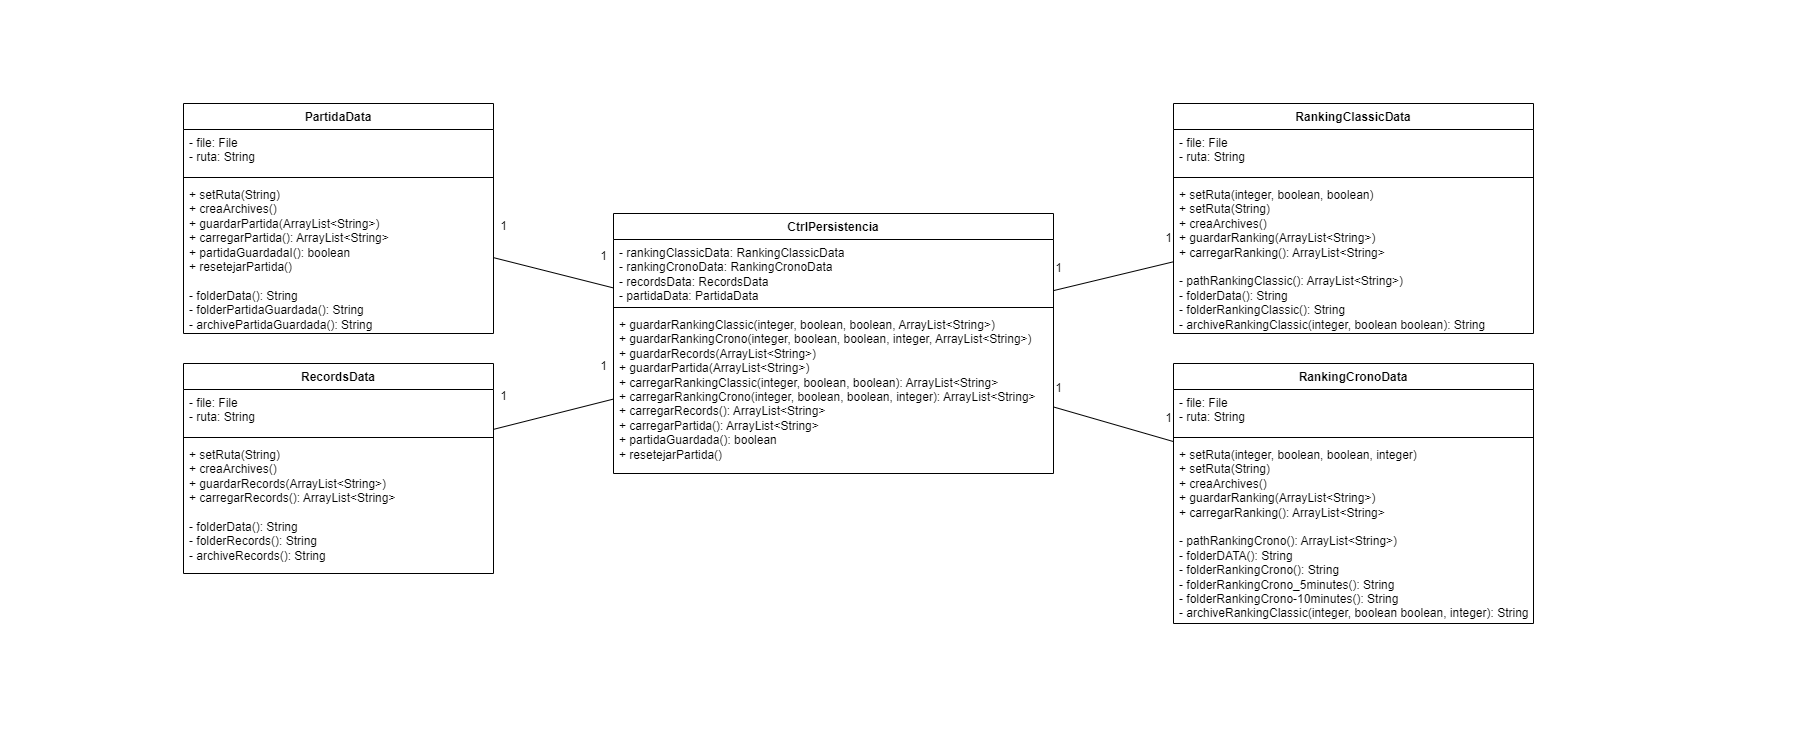 PartidaData
- file: File
- ruta: String
+ setRuta(String)
+ creaArchives()
+ guardarPartida(ArrayList<String>)
+ carregarPartida(): ArrayList<String>
+ partidaGuardadal(): boolean
+ resetejarPartida()
- folderData(): String
- folderPartidaGuardada(): String
- archivePartidaGuardada(): String
RecordsData
- file: File
- ruta: String
+ setRuta(String)
+ creaArchives()
+ guardarRecords(ArrayList<String>)
+ carregarRecords(): ArrayList<String>
- folderData(): String
- folderRecords(): String
- archiveRecords(): String
1
1
1
1
CtrlPersistencia
- rankingClassicData: RankingClassicData
- rankingCronoData: RankingCronoData
- recordsData: RecordsData
- partidaData: PartidaData
+ guardarRankingClassic(integer, boolean, boolean, ArrayList<String>)
+ guardarRankingCrono(integer, boolean, boolean, integer, ArrayList<String>)
+ guardarRecords(ArrayList<String>)
+ guardarPartida(ArrayList<String>)
+ carregarRankingClassic(integer, boolean, boolean): ArrayList<String>
+ carregarRankingCrono(integer, boolean, boolean, integer): ArrayList<String>
+ carregarRecords(): ArrayList<String>
+ carregarPartida(): ArrayList<String>
+ partidaGuardada(): boolean
+ resetejarPartida()
1
1
1
1
RankingClassicData
- file: File
- ruta: String
+ setRuta(integer, boolean, boolean)
+ setRuta(String)
+ creaArchives()
+ guardarRanking(ArrayList<String>)
+ carregarRanking(): ArrayList<String>
- pathRankingClassic(): ArrayList<String>)
- folderData(): String
- folderRankingClassic(): String
- archiveRankingClassic(integer, boolean boolean): String
RankingCronoData
- file: File
- ruta: String
+ setRuta(integer, boolean, boolean, integer)
+ setRuta(String)
+ creaArchives()
+ guardarRanking(ArrayList<String>)
+ carregarRanking(): ArrayList<String>
- pathRankingCrono(): ArrayList<String>)
- folderDATA(): String
- folderRankingCrono(): String
- folderRankingCrono_5minutes(): String
- folderRankingCrono-10minutes(): String
- archiveRankingClassic(integer, boolean boolean, integer): String